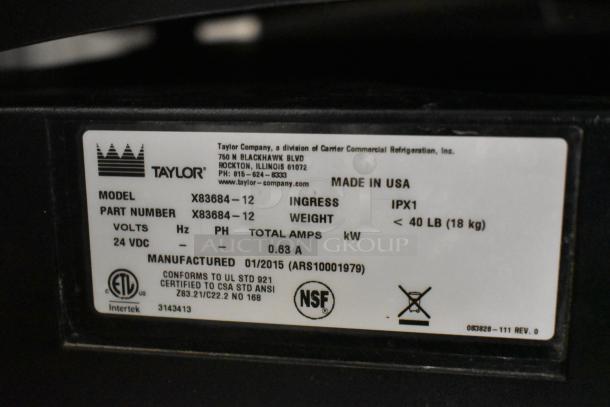 Taylor Company, a division of Carrier Commercial Refrigeration, Inc.
750 N BLACKHAWK BLVD
ROCKTON, ILLINOIS 61072
PH: 815-624-8333
www.taylor-company.com MADE IN USA
TAYLOR®
MODEL X83684-12 INGRESS IPX1
PART NUMBER X83684-12 WEIGHT < 40 LB (18 kg)
VOLTS Hz PH TOTAL AMPS kW
24 VDC – – 0.63 A
AUCTION GROUP
MANUFACTURED 01/2015 (ARS10001979)
CONFORMS TO UL STD 921
CERTIFIED TO CSA STD ANSI
Z83.21/C22.2 NO 168
ETL US
Intertek 3143413
NSF
083828-111 REV. 0